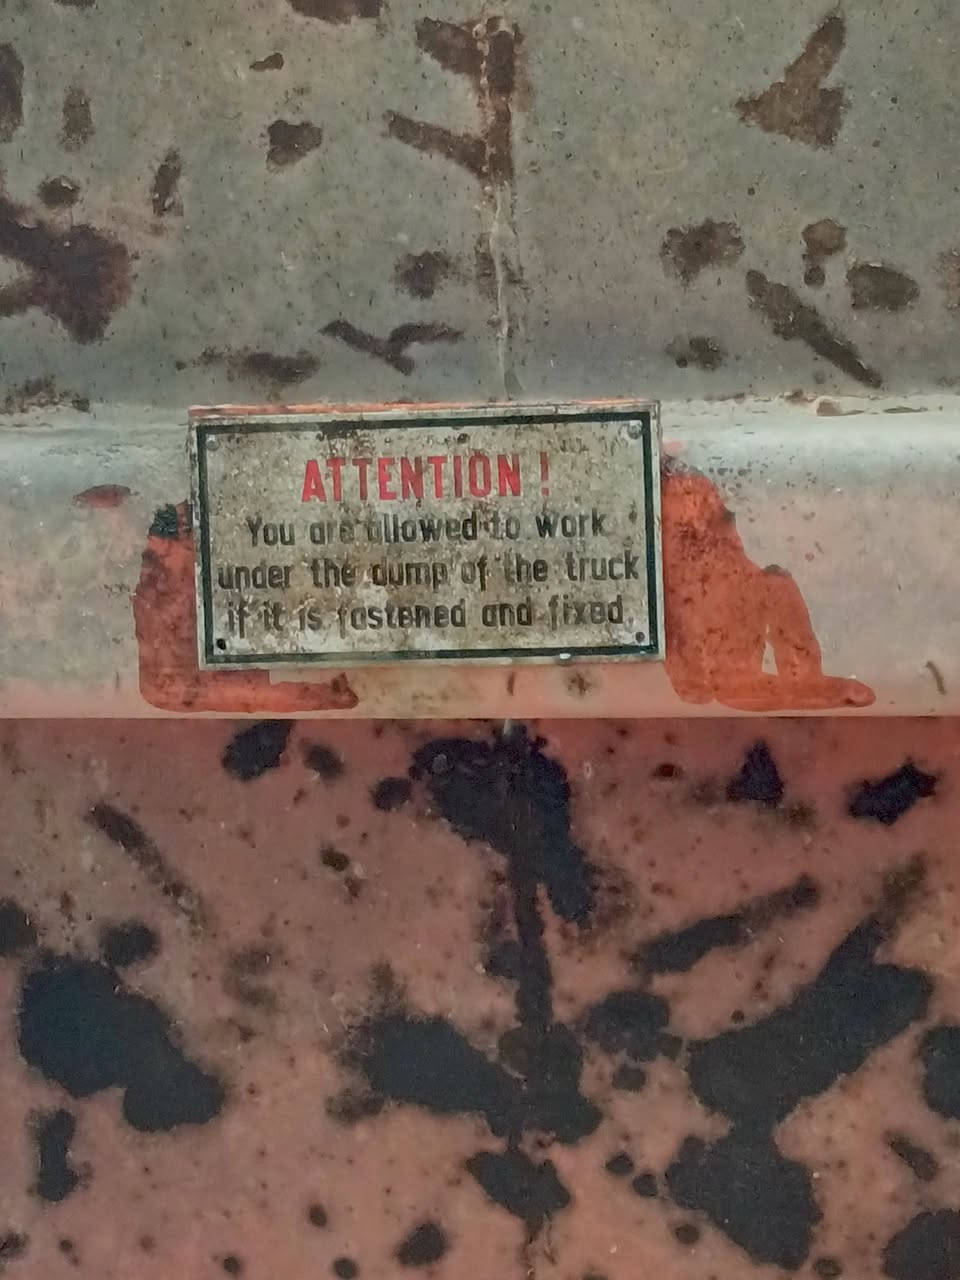 ATTENTION !
You are allowed to work
under the dump of the truck
if it is fastened and fixed.